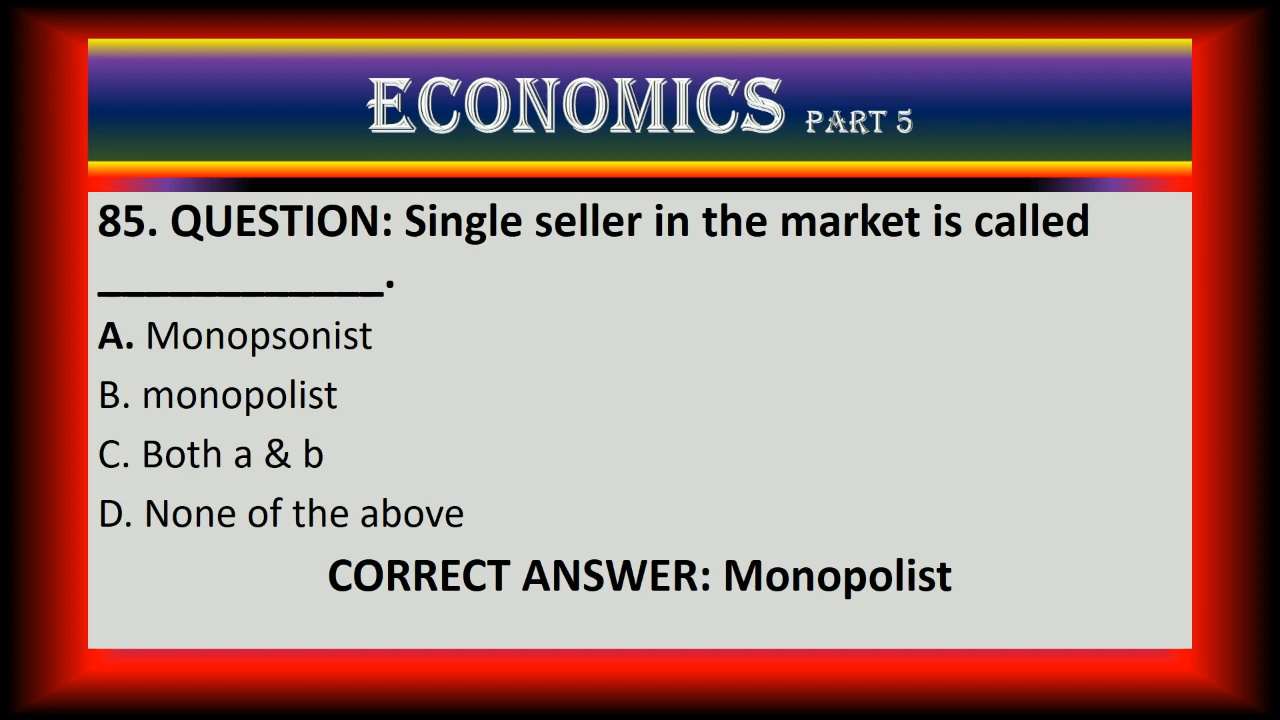 ECONOMICS PART 5
85. QUESTION: Single seller in the market is called
____________.
A. Monopsonist
B. monopolist
C. Both a & b
D. None of the above
CORRECT ANSWER: Monopolist